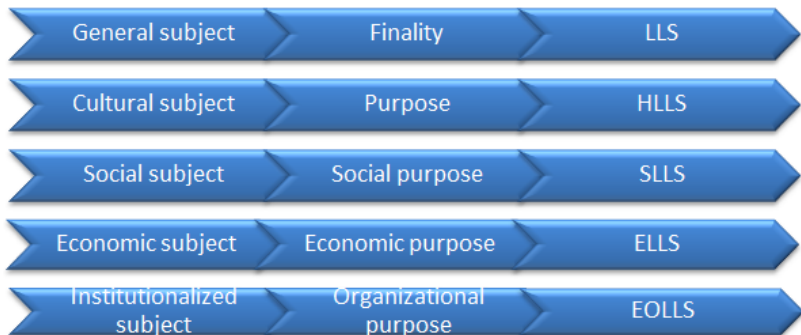 General subject Finality LLS
Cultural subject Purpose HLLS
Social subject Social purpose SLLS
Economic subject Economic purpose ELLS
Institutionalized subject Organizational purpose EOLLS